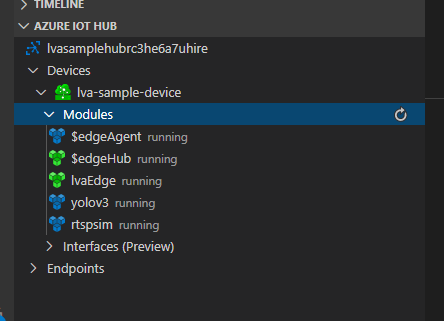 TIMELINE
AZURE IOT HUB
lvasamplehubrc3he6a7uhire
Devices
lva-sample-device
Modules
$edgeAgent running
$edgeHub running
lvaEdge running
yolov3 running
rtspsim running
Interfaces (Preview)
Endpoints